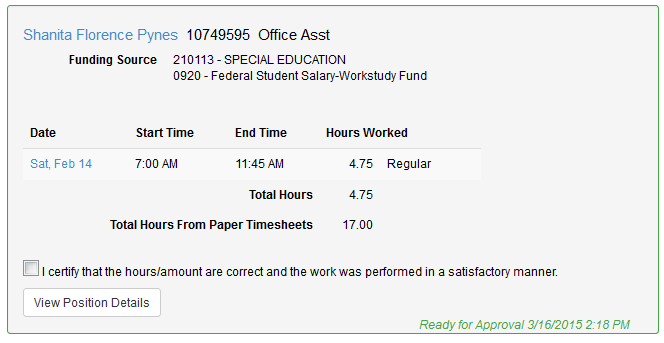 Shanita Florence Pynes 10749595 Office Asst
Funding Source 210113 - SPECIAL EDUCATION
0920 - Federal Student Salary-Workstudy Fund
Date Start Time End Time Hours Worked
Sat, Feb 14 7:00 AM 11:45 AM 4.75 Regular
Total Hours 4.75
Total Hours From Paper Timesheets 17.00
I certify that the hours/amount are correct and the work was performed in a satisfactory manner.
View Position Details
Ready for Approval 3/16/2015 2:18 PM